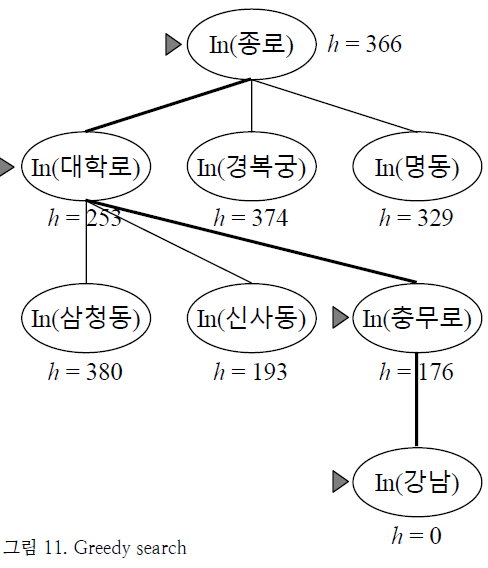 In(종로) h = 366
In(대학로) In(경복궁) In(명동)
h = 253 h = 374 h = 329
In(삼청동) In(신사동) In(충무로)
h = 380 h = 193 h = 176
In(강남)
h = 0
그림 11. Greedy search